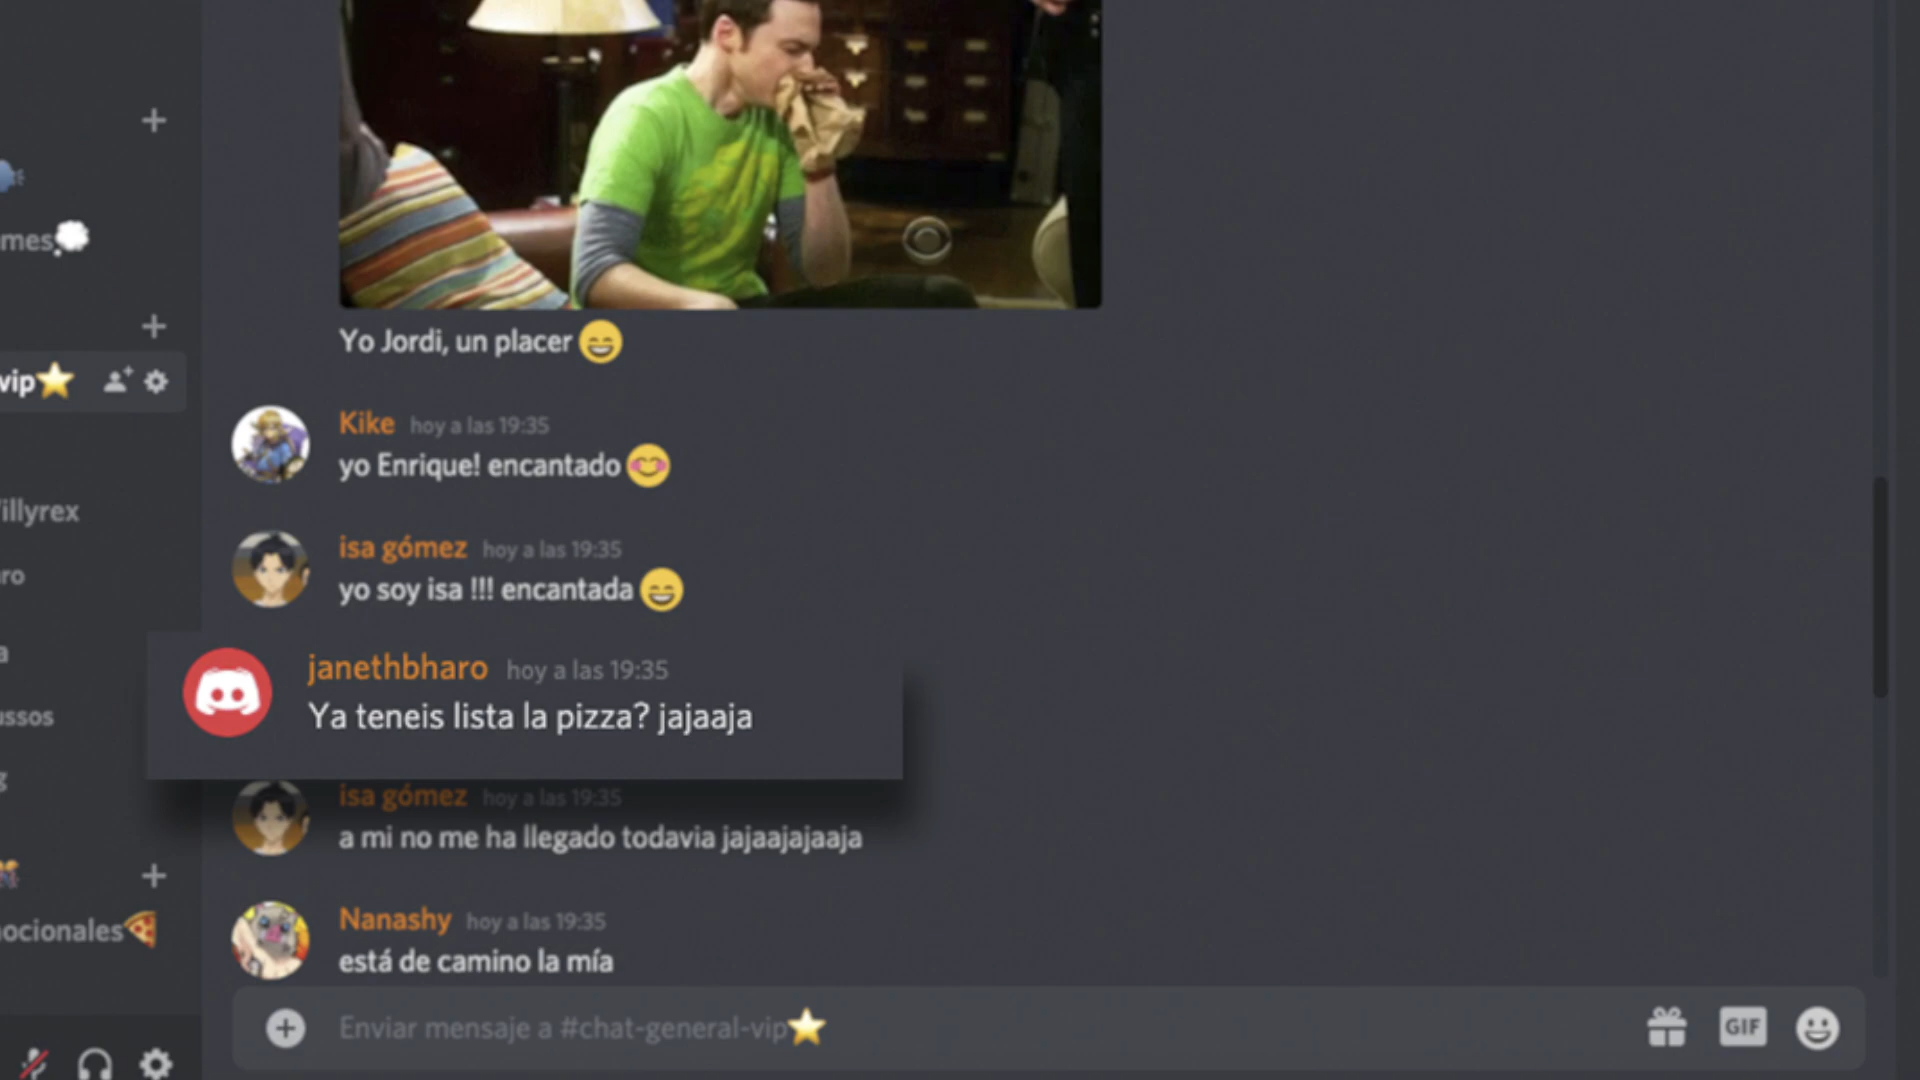 mes
Yo Jordi, un placer
vip
Kike hoy a las 19:35
yo Enrique! encantado
illyrex
isa gómez hoy a las 19:35
yo soy isa !!! encantada
ro
a
janethbharo hoy a las 19:35
Ya teneis lista la pizza? jajaaja
ussos
g
isa gómez hoy a las 19:35
a mi no me ha llegado todavia jajaajajaaja
ocionales
Nanashy hoy a las 19:35
está de camino la mía
Enviar mensaje a #chat-general-vip
GIF